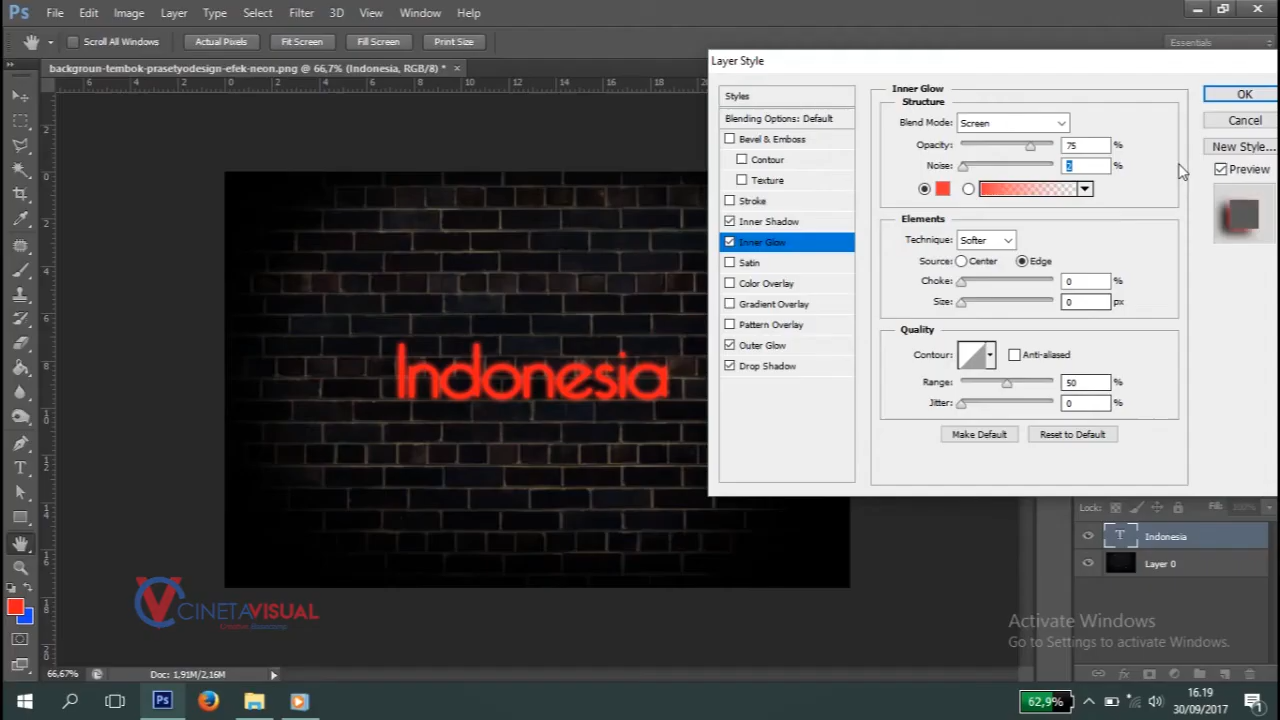 Ps File Edit Image Layer Type Select Filter 3D View Window Help
Scroll All Windows Actual Pixels Fit Screen Fill Screen Print Size Essentials
backgroun-tembok-prasetyodesign-efek-neon.png @ 66,7% (Indonesia, RGB/8) * ×
Layer Style
Styles
Blending Options: Default
Bevel & Emboss
Contour
Texture
Stroke
Inner Shadow
Inner Glow
Satin
Color Overlay
Gradient Overlay
Pattern Overlay
Outer Glow
Drop Shadow
Inner Glow
Structure
Blend Mode: Screen
Opacity: 75 %
Noise: 2 %
Elements
Technique: Softer
Source: Center Edge
Choke: 0 %
Size: 0 px
Quality
Contour: Anti-aliased
Range: 50 %
Jitter: 0 %
Make Default Reset to Default
OK
Cancel
New Style...
Preview
Indonesia
Lock: Fill: 100%
T Indonesia
Layer 0
CINETAVISUAL
Activate Windows
Go to Settings to activate Windows.
66,67% Doc: 1,91M/2,16M
62,9%
16.19
30/09/2017